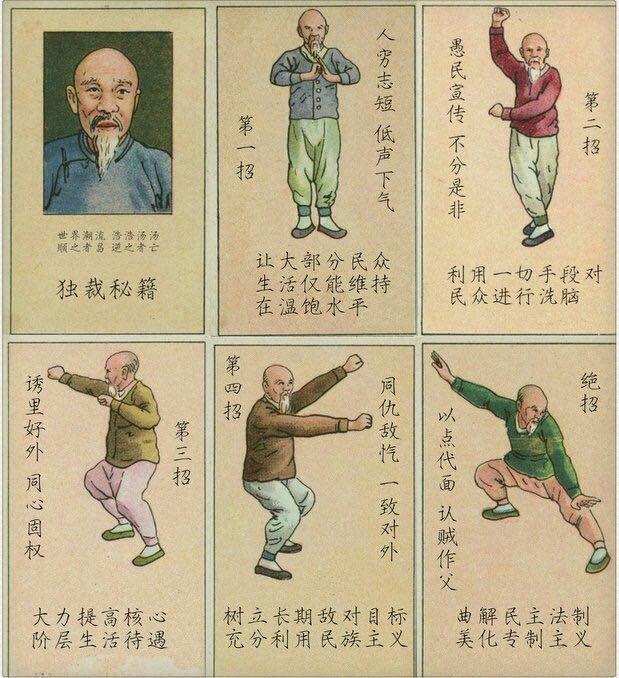 世界潮流 浩浩汤汤
顺之者昌 逆之者亡
独裁秘籍
人穷志短 低声下气
第一招
让大部分民众
生活仅能维持
在温饱水平
第二招
愚民宣传 不分是非
利用一切手段对
民众进行洗脑
第三招
诱里好外 同心固权
大力提高核心
阶层生活待遇
同仇敌忾 一致对外
第四招
树立长期敌对目标
充分利用民族主义
绝招
以点代面 认贼作父
曲解民主法制
美化专制主义